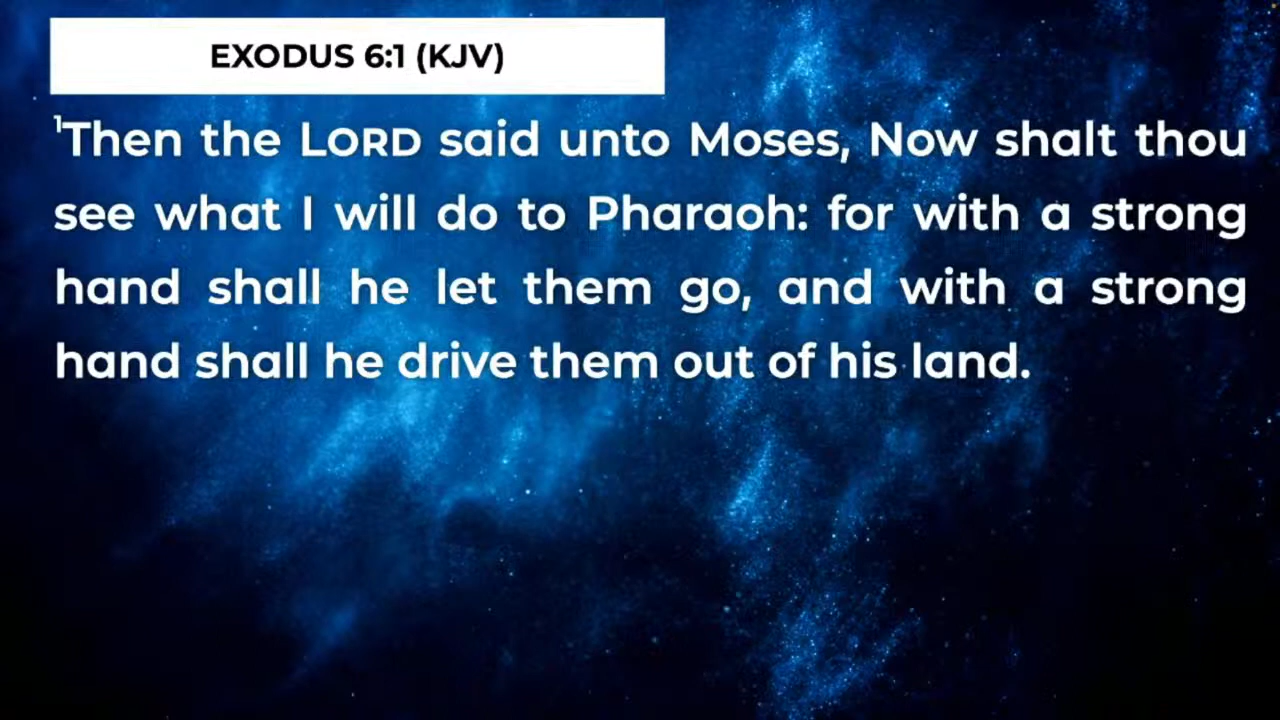 EXODUS 6:1 (KJV)
¹Then the LORD said unto Moses, Now shalt thou
see what I will do to Pharaoh: for with a strong
hand shall he let them go, and with a strong
hand shall he drive them out of his land.